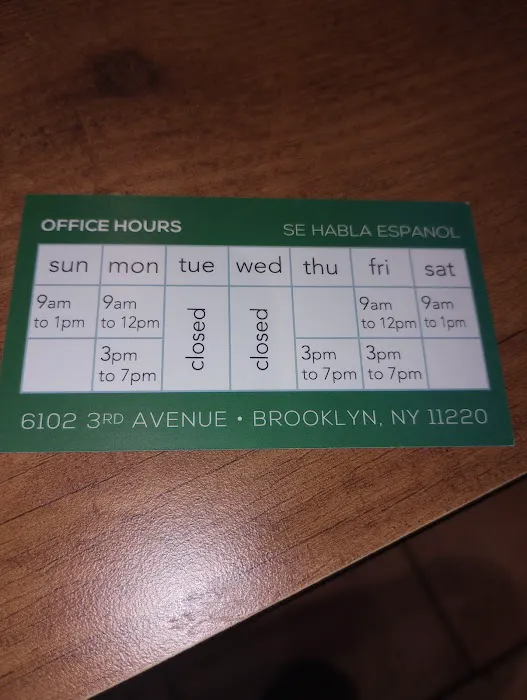 OFFICE HOURS SE HABLA ESPANOL
sun mon tue wed thu fri sat
9am 9am closed closed 9am 9am
to 1pm to 12pm to 12pm to 1pm
3pm 3pm 3pm
to 7pm to 7pm to 7pm
6102 3RD AVENUE • BROOKLYN, NY 11220